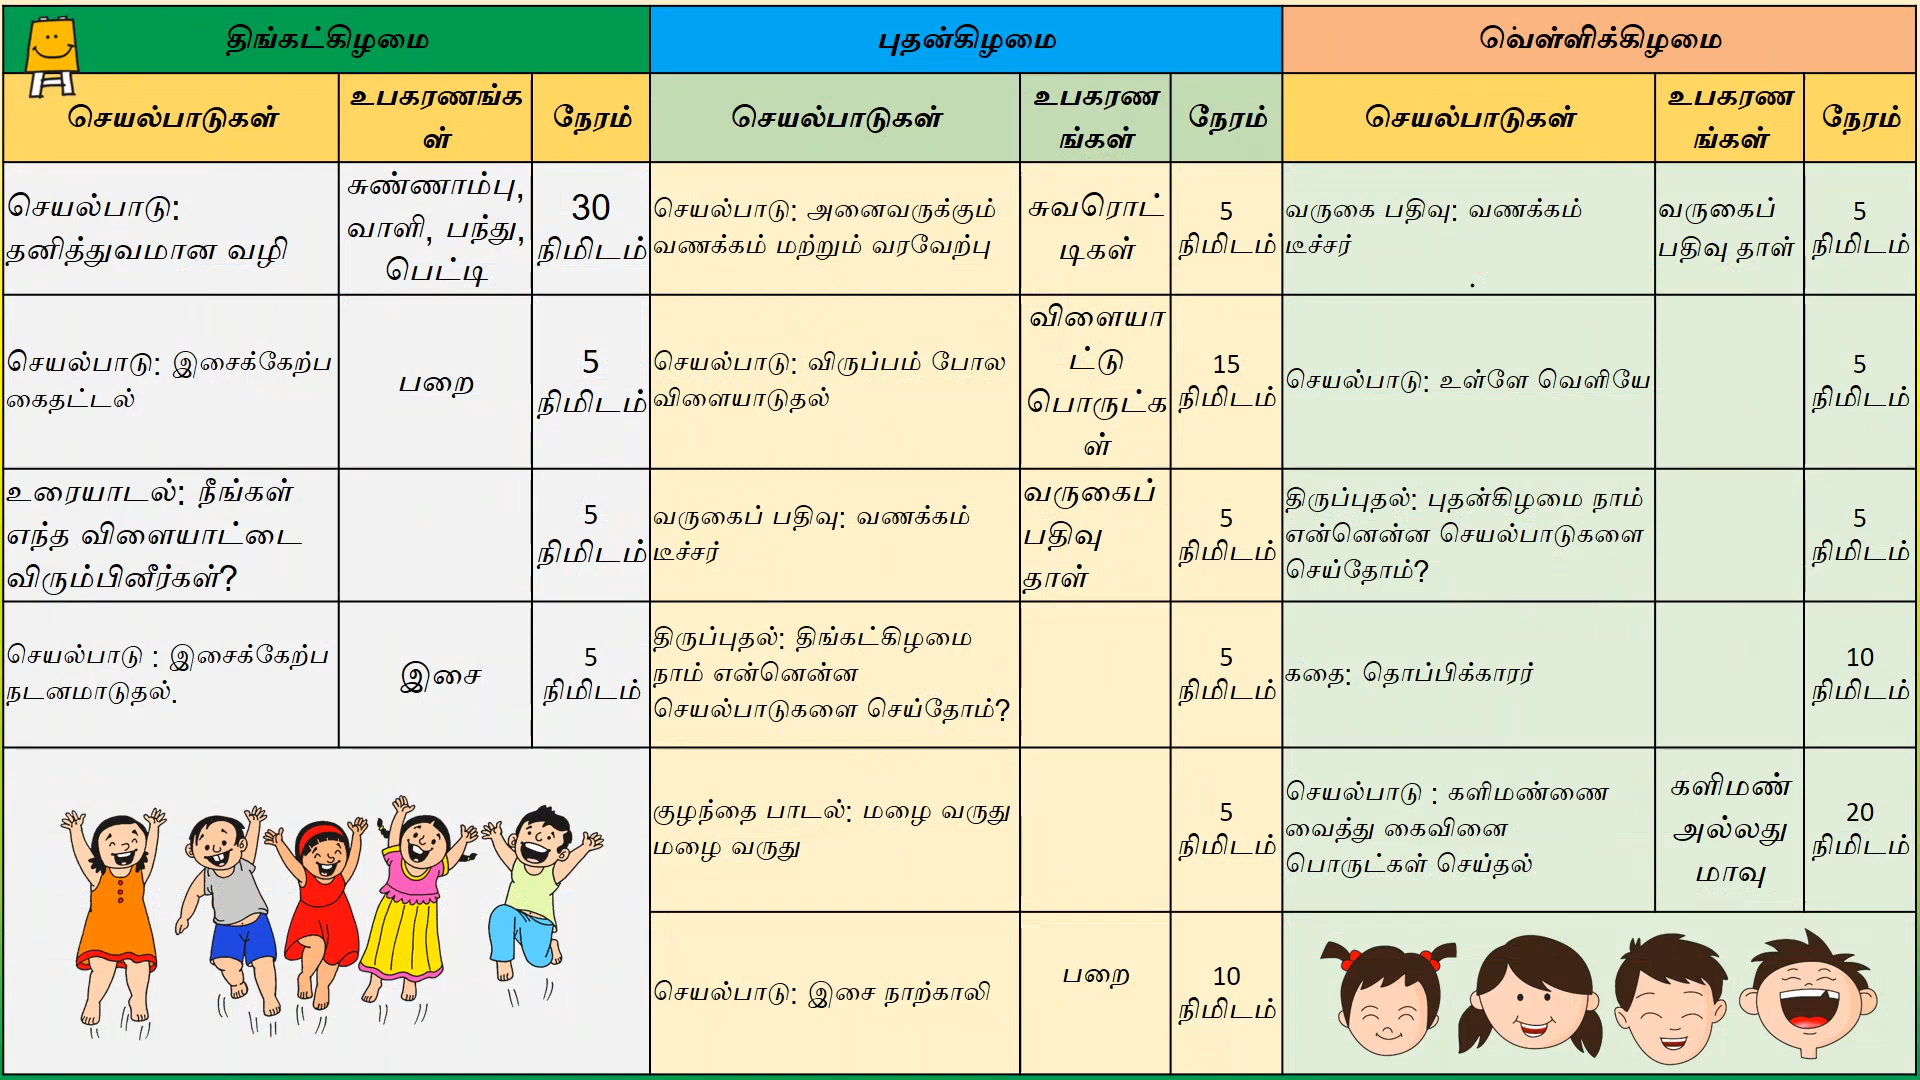 திங்கட்கிழமை
புதன்கிழமை
வெள்ளிக்கிழமை
செயல்பாடுகள்
உபகரணங்க
ள்
நேரம்
செயல்பாடுகள்
உபகரண
ங்கள்
நேரம்
செயல்பாடுகள்
உபகரண
ங்கள்
நேரம்
செயல்பாடு:
தனித்துவமான வழி
சுண்ணாம்பு,
வாளி, பந்து,
பெட்டி
30
நிமிடம்
செயல்பாடு: அனைவருக்கும்
வணக்கம் மற்றும் வரவேற்பு
சுவரொட்
டிகள்
5
நிமிடம்
வருகை பதிவு: வணக்கம்
டீச்சர்
.
வருகைப்
பதிவு தாள்
5
நிமிடம்
செயல்பாடு: இசைக்கேற்ப
கைதட்டல்
பறை
5
நிமிடம்
செயல்பாடு: விருப்பம் போல
விளையாடுதல்
விளையா
ட்டு
பொருட்க
ள்
15
நிமிடம்
செயல்பாடு: உள்ளே வெளியே
5
நிமிடம்
உரையாடல்: நீங்கள்
எந்த விளையாட்டை
விரும்பினீர்கள்?
5
நிமிடம்
வருகைப் பதிவு: வணக்கம்
டீச்சர்
வருகைப்
பதிவு
தாள்
5
நிமிடம்
திருப்புதல்: புதன்கிழமை நாம்
என்னென்ன செயல்பாடுகளை
செய்தோம்?
5
நிமிடம்
செயல்பாடு : இசைக்கேற்ப
நடனமாடுதல்.
இசை
5
நிமிடம்
திருப்புதல்: திங்கட்கிழமை
நாம் என்னென்ன
செயல்பாடுகளை செய்தோம்?
5
நிமிடம்
கதை: தொப்பிக்காரர்
10
நிமிடம்
குழந்தை பாடல்: மழை வருது
மழை வருது
5
நிமிடம்
செயல்பாடு : களிமண்ணை
வைத்து கைவினை
பொருட்கள் செய்தல்
களிமண்
அல்லது
மாவு
20
நிமிடம்
செயல்பாடு: இசை நாற்காலி
பறை
10
நிமிடம்